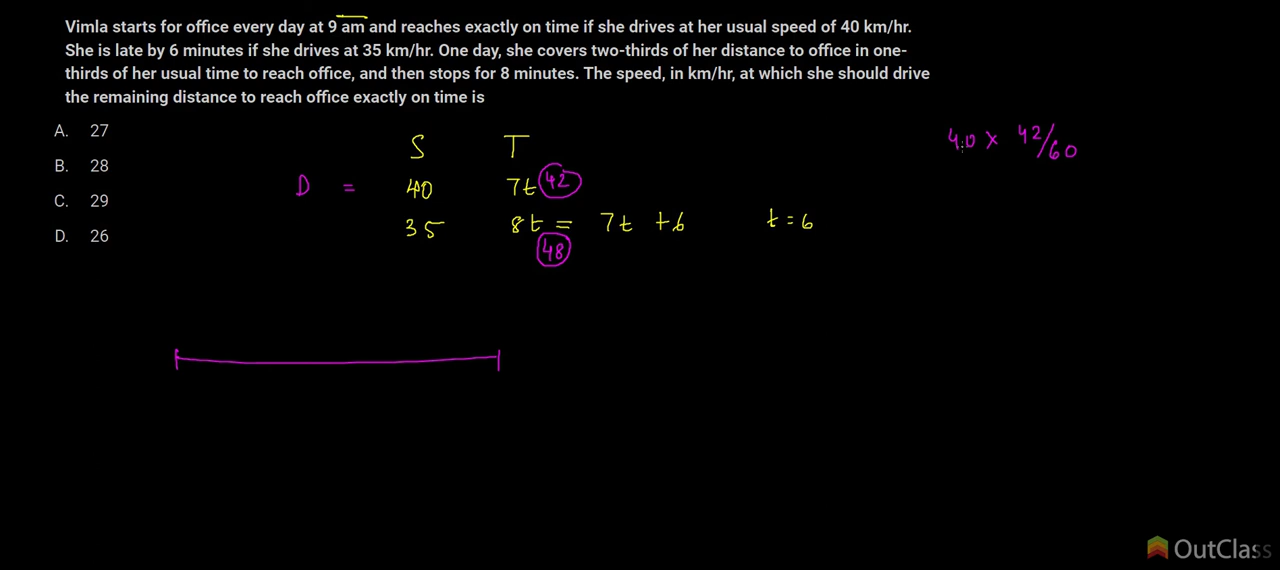 Vimla starts for office every day at 9 am and reaches exactly on time if she drives at her usual speed of 40 km/hr.
She is late by 6 minutes if she drives at 35 km/hr. One day, she covers two-thirds of her distance to office in one-
thirds of her usual time to reach office, and then stops for 8 minutes. The speed, in km/hr, at which she should drive
the remaining distance to reach office exactly on time is
A. 27
B. 28
C. 29
D. 26
S T
40 × 42/60
D = 40 7t 42
35 8t = 7t + 6 t = 6
48
OutClass